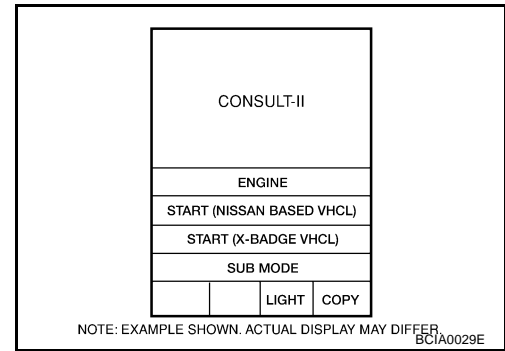 CONSULT-II
ENGINE
START (NISSAN BASED VHCL)
START (X-BADGE VHCL)
SUB MODE
LIGHT COPY
NOTE: EXAMPLE SHOWN. ACTUAL DISPLAY MAY DIFFER.
BCIA0029E